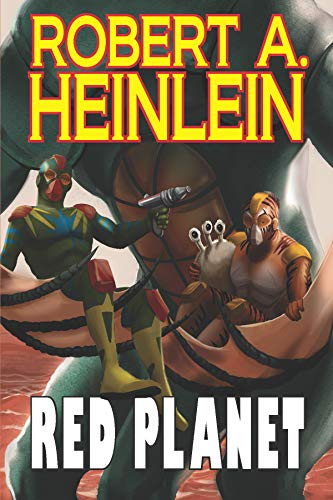 ROBERT A.
HEINLEIN
RED PLANET